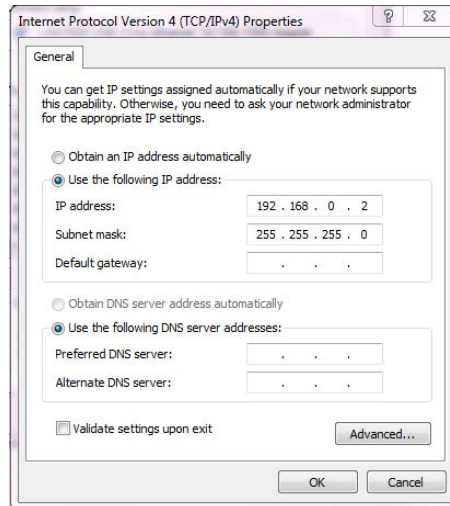 Internet Protocol Version 4 (TCP/IPv4) Properties
General
You can get IP settings assigned automatically if your network supports
this capability. Otherwise, you need to ask your network administrator
for the appropriate IP settings.
Obtain an IP address automatically
Use the following IP address:
IP address: 192 . 168 . 0 . 2
Subnet mask: 255 . 255 . 255 . 0
Default gateway: . . .
Obtain DNS server address automatically
Use the following DNS server addresses:
Preferred DNS server: . . .
Alternate DNS server: . . .
Validate settings upon exit
Advanced...
OK Cancel